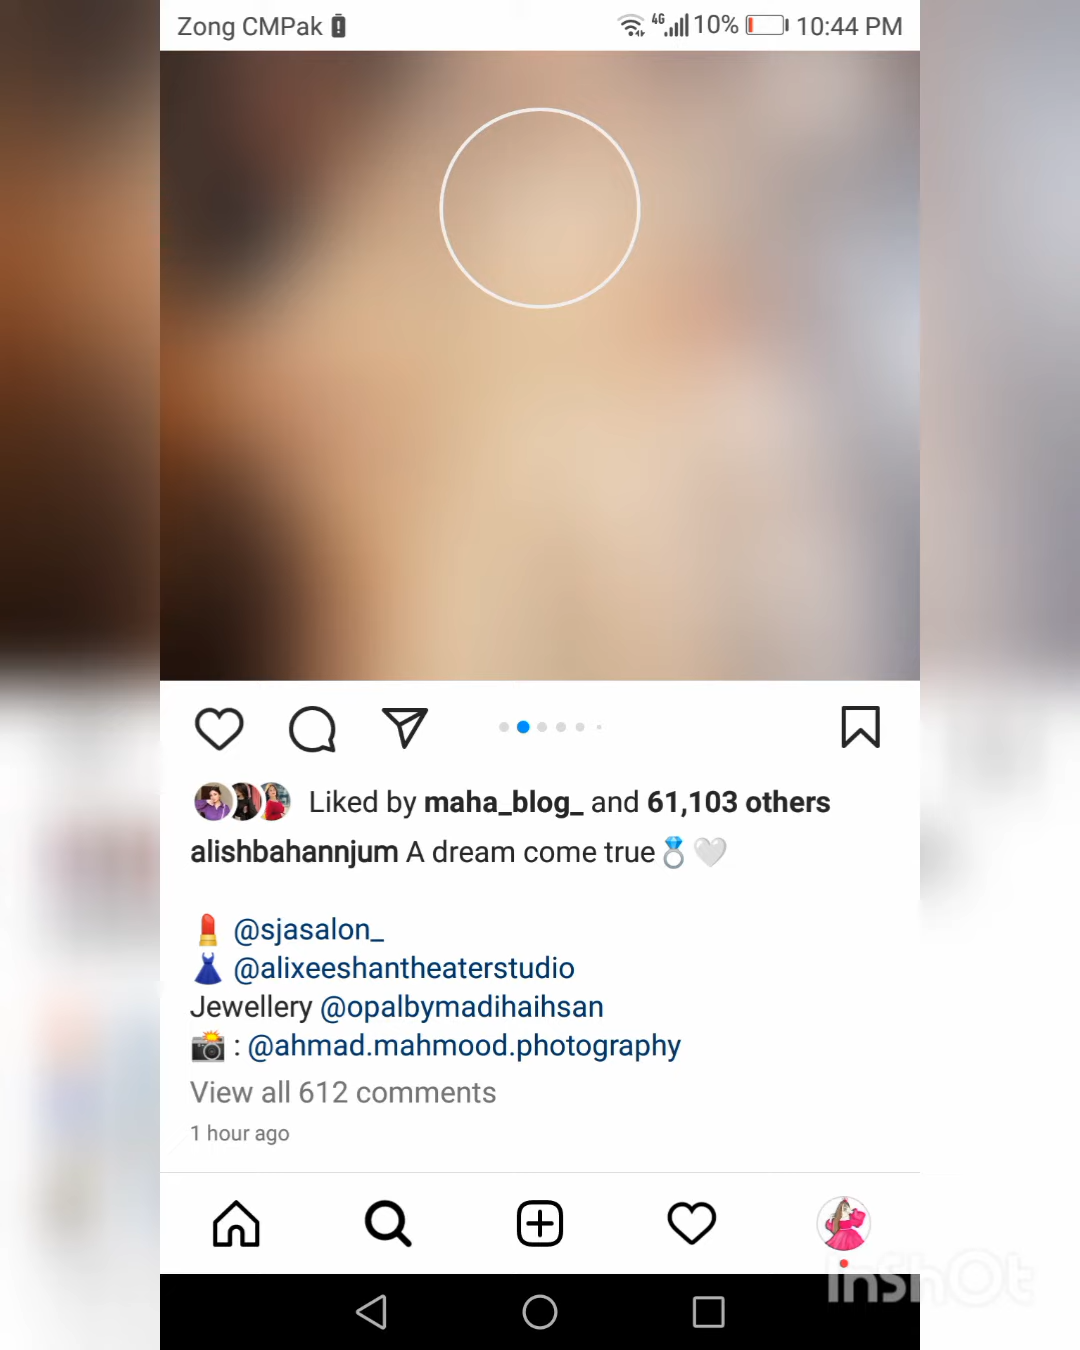 Zong CMPak 4G 10% 10:44 PM
Liked by maha_blog_ and 61,103 others
alishbahannjum A dream come true💍🤍
💄 @sjasalon_
👗 @alixeeshantheaterstudio
Jewellery @opalbymadihaihsan
📸 : @ahmad.mahmood.photography
View all 612 comments
1 hour ago
InShOt